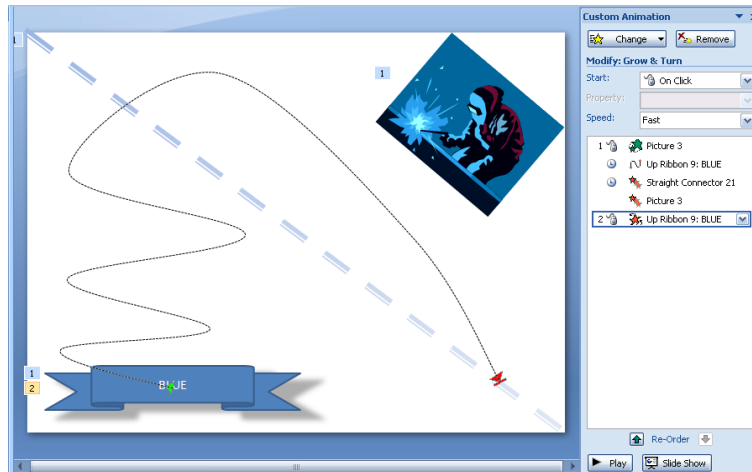 Custom Animation
Change
Remove
Modify: Grow & Turn
Start:
On Click
Property:
Speed:
Fast
1 Picture 3
Up Ribbon 9: BLUE
Straight Connector 21
Picture 3
2 Up Ribbon 9: BLUE
Re-Order
Play
Slide Show
1
1
1
2
BLUE